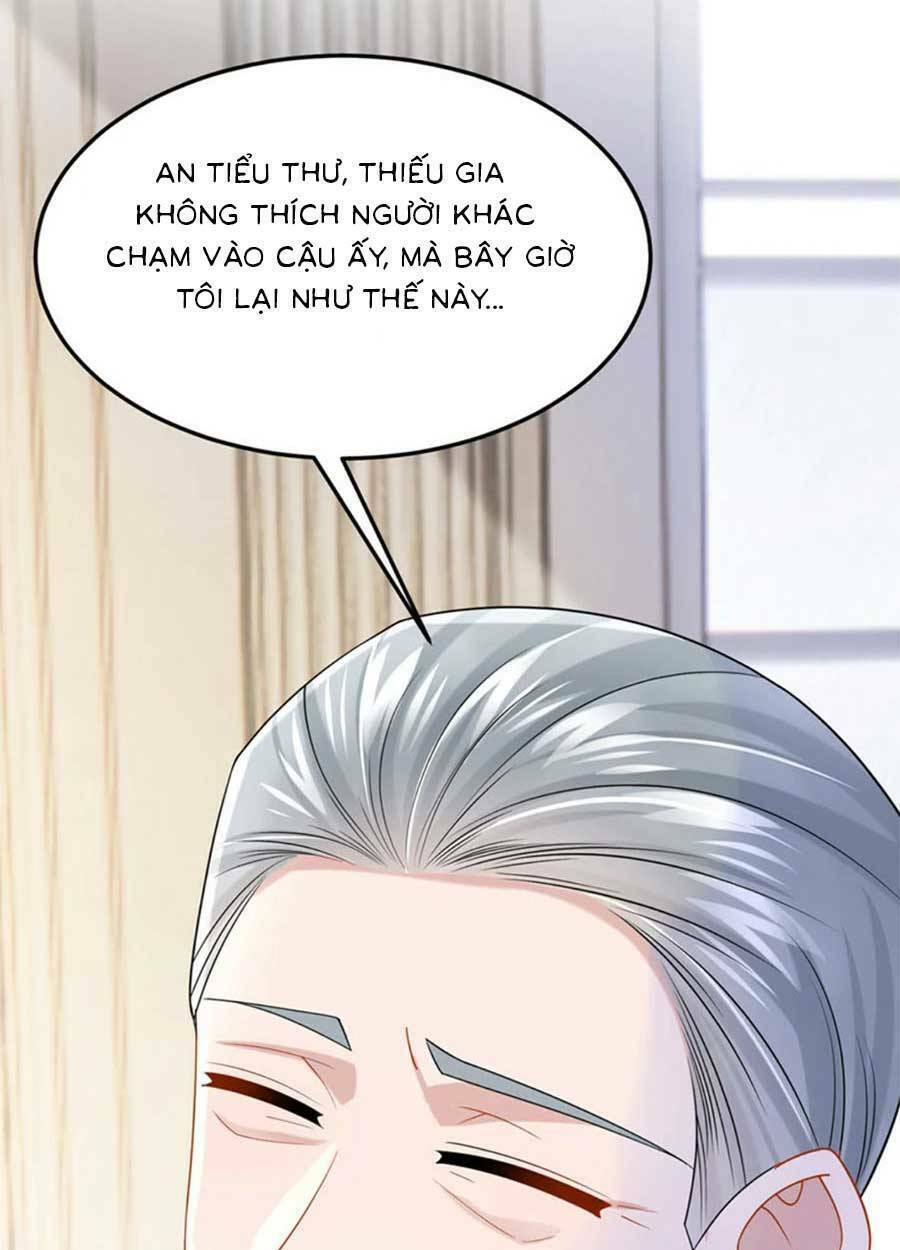 AN TIỂU THƯ, THIẾU GIA
KHÔNG THÍCH NGƯỜI KHÁC
CHẠM VÀO CẬU ẤY, MÀ BÂY GIỜ
TÔI LẠI NHƯ THẾ NÀY...